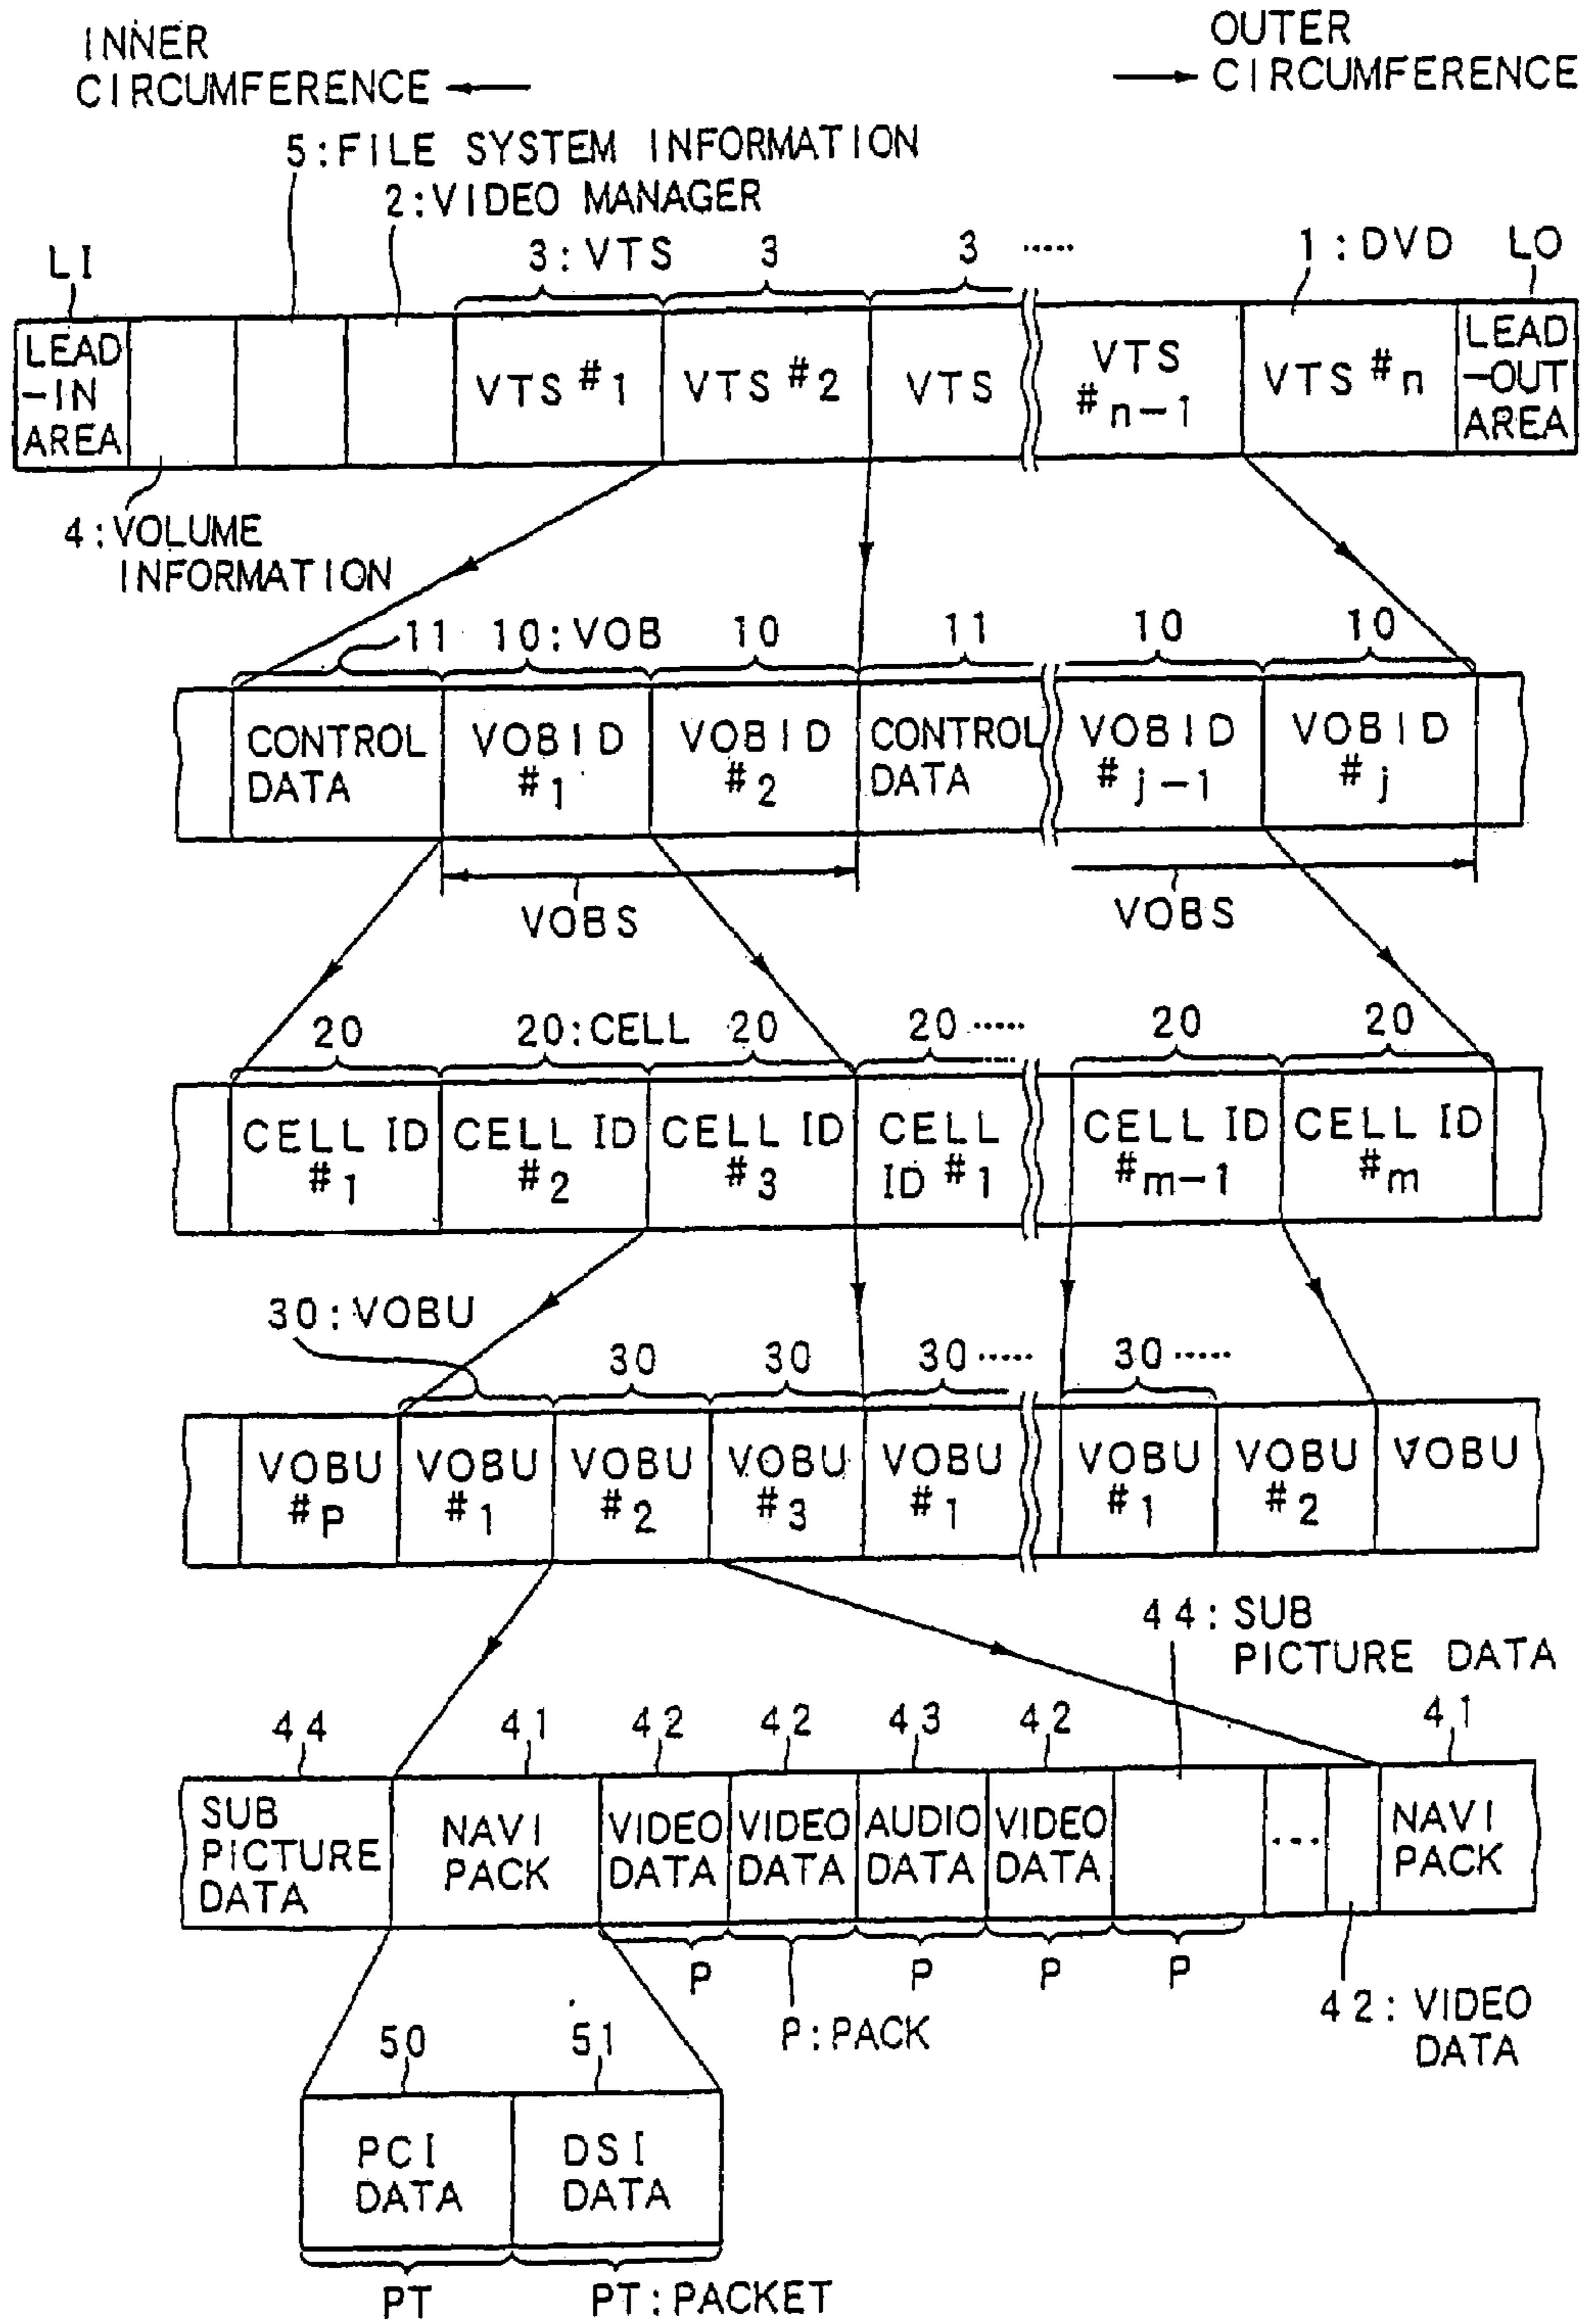 INNER
CIRCUMFERENCE
OUTER
CIRCUMFERENCE
5:FILE SYSTEM INFORMATION
2:VIDEO MANAGER
LI
3:VTS
3
3 .....
1:DVD
LO
LEAD
-IN
AREA
VTS #1
VTS #2
VTS
VTS
#n-1
VTS #n
LEAD
-OUT
AREA
4:VOLUME
INFORMATION
11
10:VOB
10
11
10
10
CONTROL
DATA
VOBID
#1
VOBID
#2
CONTROL
DATA
VOBID
#j-1
VOBID
#j
VOBS
VOBS
20
20:CELL
20
20 .....
20
20
CELL ID
#1
CELL ID
#2
CELL ID
#3
CELL
ID #1
CELL ID
#m-1
CELL ID
#m
30:VOBU
30
30
30 .....
30 .....
VOBU
#P
VOBU
#1
VOBU
#2
VOBU
#3
VOBU
#1
VOBU
#1
VOBU
#2
VOBU
44:SUB
PICTURE DATA
44
41
42
42
43
42
41
SUB
PICTURE
DATA
NAVI
PACK
VIDEO
DATA
VIDEO
DATA
AUDIO
DATA
VIDEO
DATA
...
NAVI
PACK
P
P
P
P
P:PACK
42:VIDEO
DATA
50
51
PCI
DATA
DSI
DATA
PT
PT:PACKET